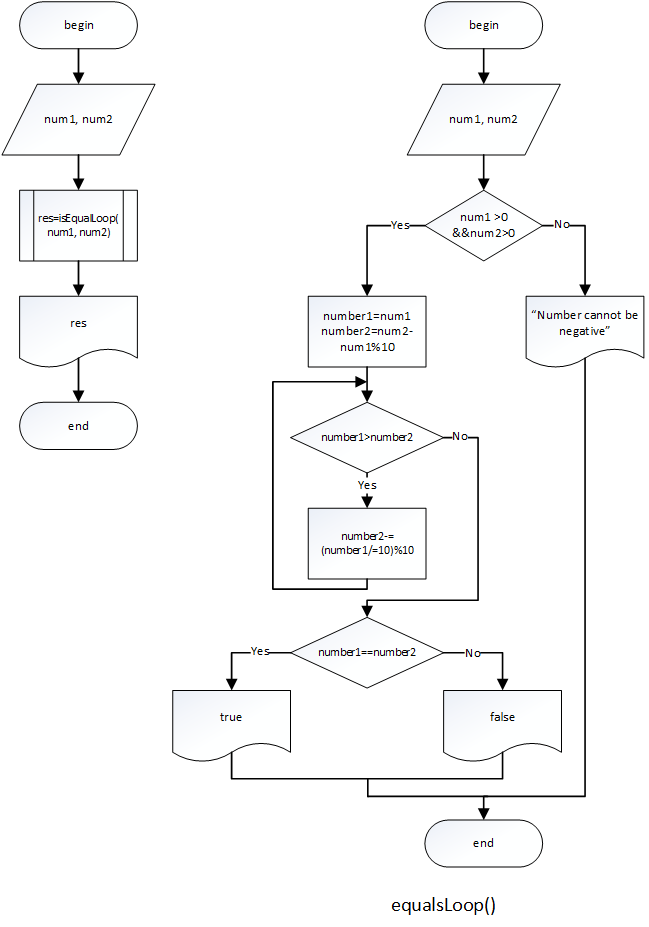 begin
num1, num2
res=isEqualLoop(
num1, num2)
res
end
begin
num1, num2
num1 >0
&&num2>0
Yes
No
number1=num1
number2=num2-
num1%10
“Number cannot be
negative”
number1>number2
No
Yes
number2-=
(number1/=10)%10
number1==number2
Yes
No
true
false
end
equalsLoop()